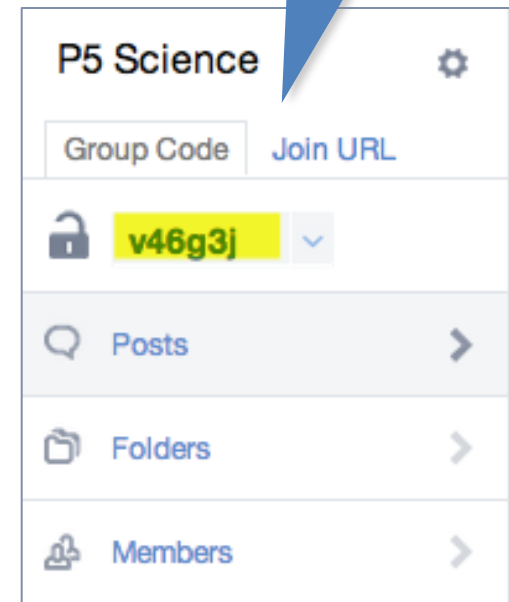 P5 Science
Group Code Join URL
v46g3j
Posts
Folders
Members